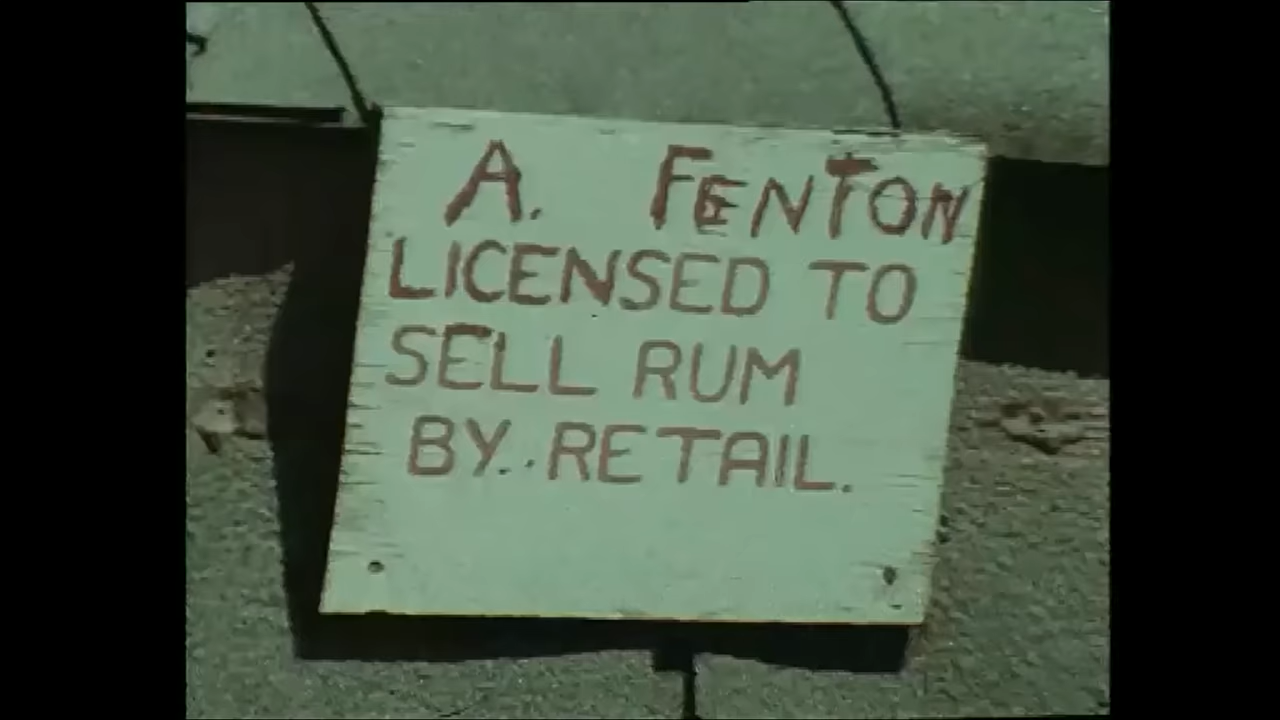 A. FENTON
LICENSED TO
SELL RUM
BY. . RETAIL.